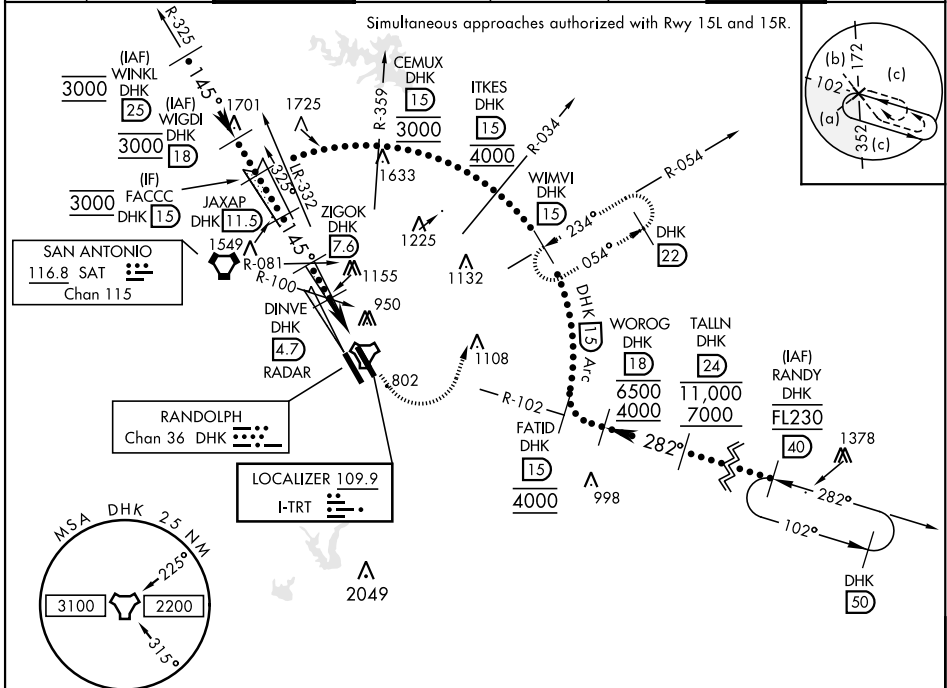 Simultaneous approaches authorized with Rwy 15L and 15R.
R-325
(IAF)
WINKL
DHK
25
3000
145°
(IAF)
WIGDI
DHK
18
3000
1701
1725
(IF)
FACCC
DHK 15
3000
JAXAP
DHK 11.5
325°
LR-332
145°
R-359
CEMUX
DHK
15
3000
1633
ITKES
DHK
15
4000
R-034
WIMVI
DHK
15
R-054
234°
054°
DHK
22
(b)
172
102
(c)
(a)
352
(c)
SAN ANTONIO
116.8 SAT
Chan 115
1549
R-081
R-100
ZIGOK
DHK
7.6
1155
950
1225
1132
DINVE
DHK
4.7
RADAR
802
1108
DHK 15 Arc
RANDOLPH
Chan 36 DHK
LOCALIZER 109.9
I-TRT
R-102
FATID
DHK
15
4000
WOROG
DHK
18
6500
4000
TALLN
DHK
24
11,000
7000
282°
(IAF)
RANDY
DHK
FL230
40
1378
998
282°
102°
DHK
50
2049
MSA DHK 25 NM
225°
3100
2200
315°